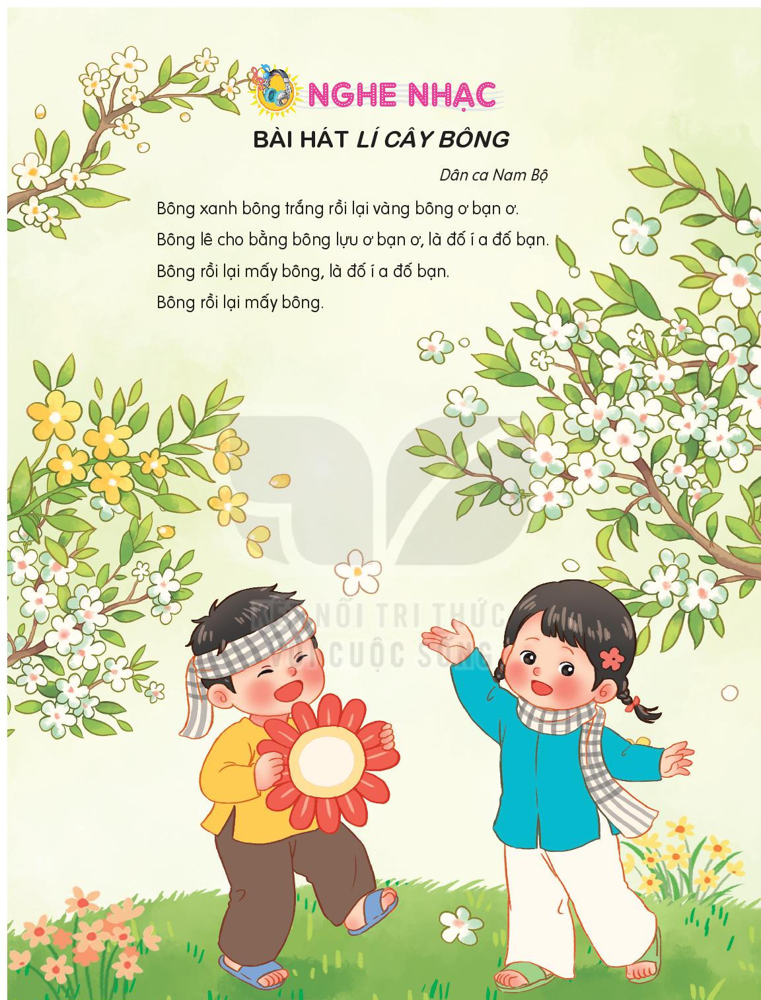 NGHE NHẠC
BÀI HÁT LÍ CÂY BÔNG
Dân ca Nam Bộ
Bông xanh bông trắng rồi lại vàng bông ơ bạn ơ.
Bông lê cho bằng bông lựu ơ bạn ơ, là đố í a đố bạn.
Bông rồi lại mấy bông, là đố í a đố bạn.
Bông rồi lại mấy bông.
KẾT NỐI TRI THỨC
VỚI CUỘC SỐNG